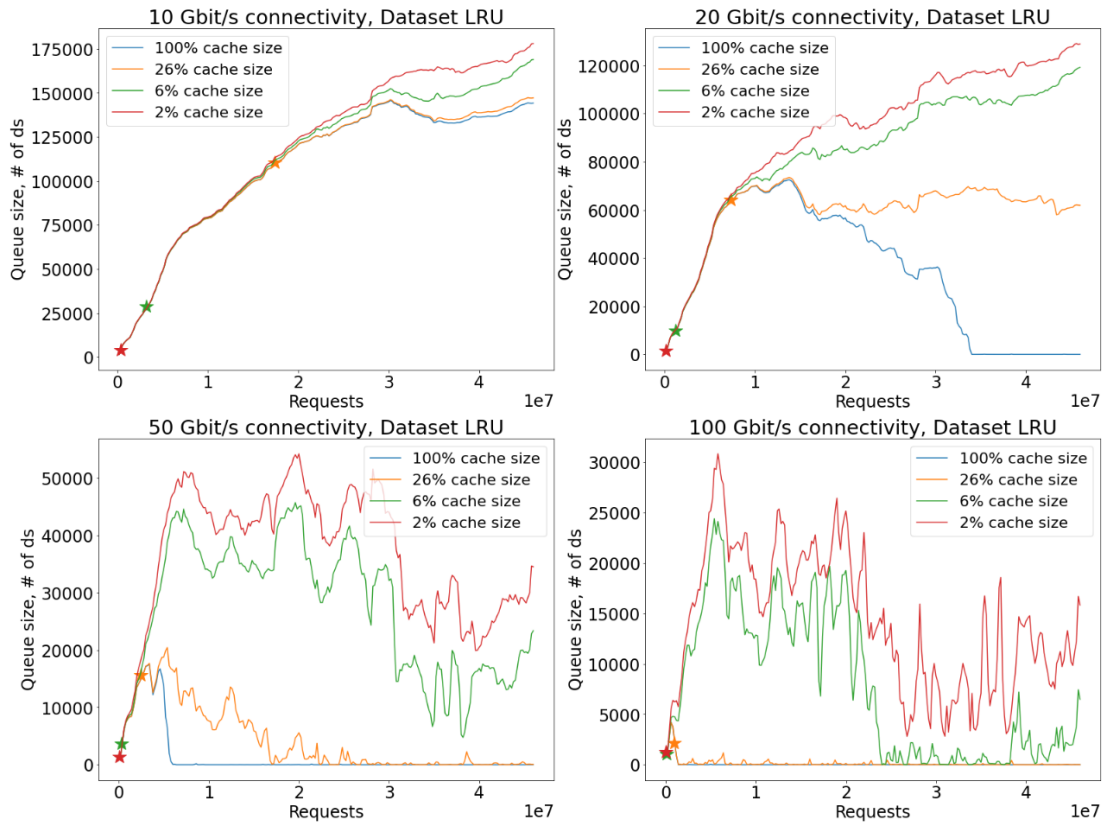 10 Gbit/s connectivity, Dataset LRU
Queue size, # of ds
175000
150000
125000
100000
75000
50000
25000
0
100% cache size
26% cache size
6% cache size
2% cache size
0
1
2
3
4
Requests
1e7
20 Gbit/s connectivity, Dataset LRU
Queue size, # of ds
120000
100000
80000
60000
40000
20000
0
100% cache size
26% cache size
6% cache size
2% cache size
0
1
2
3
4
Requests
1e7
50 Gbit/s connectivity, Dataset LRU
Queue size, # of ds
50000
40000
30000
20000
10000
0
100% cache size
26% cache size
6% cache size
2% cache size
0
1
2
3
4
Requests
1e7
100 Gbit/s connectivity, Dataset LRU
Queue size, # of ds
30000
25000
20000
15000
10000
5000
0
100% cache size
26% cache size
6% cache size
2% cache size
0
1
2
3
4
Requests
1e7